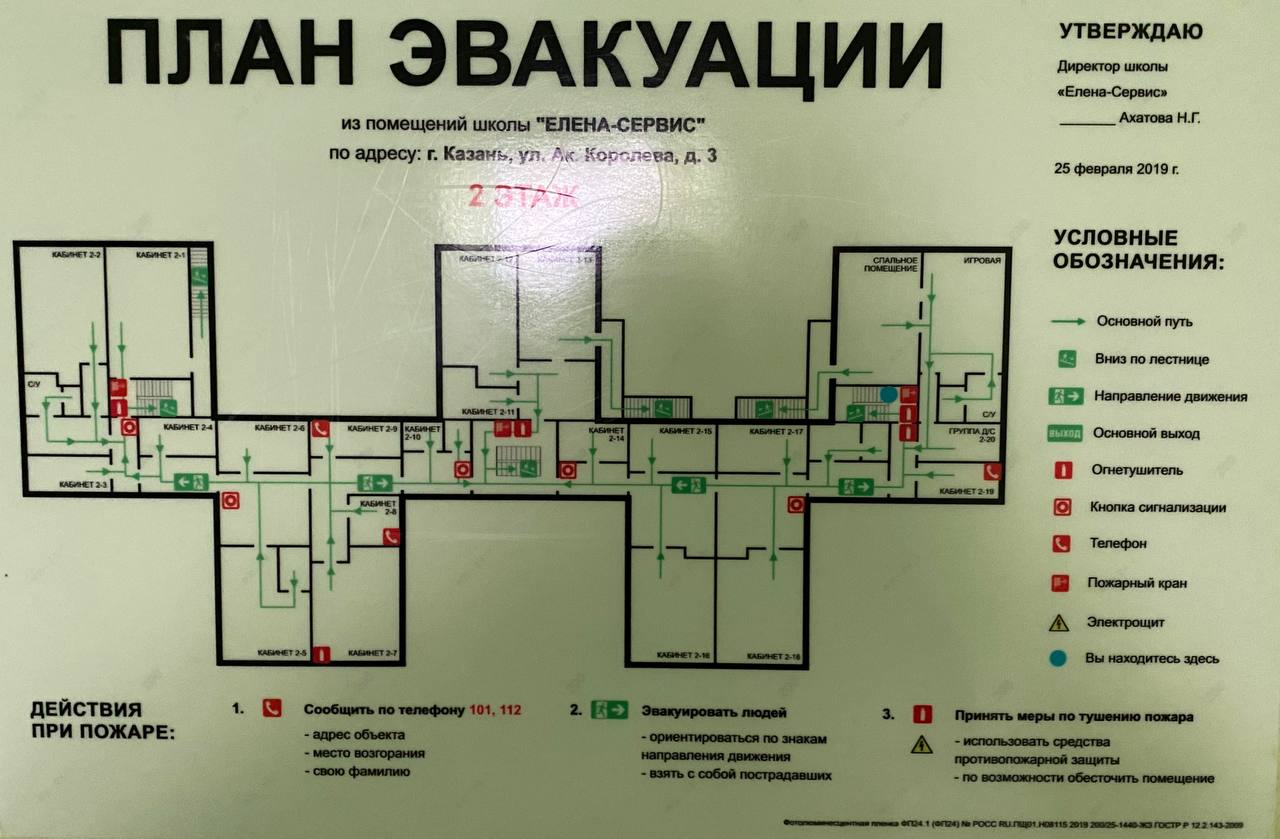 ПЛАН ЭВАКУАЦИИ
из помещений школы "ЕЛЕНА-СЕРВИС"
по адресу: г. Казань, ул. Ак. Королева, д. 3
2 ЭТАЖ
УТВЕРЖДАЮ
Директор школы
«Елена-Сервис»
______ Ахатова Н.Г.
25 февраля 2019 г.
КАБИНЕТ 2-2
КАБИНЕТ 2-1
КАБИНЕТ 2-12
КАБИНЕТ 2-13
СПАЛЬНОЕ
ПОМЕЩЕНИЕ
ИГРОВАЯ
С/У
КАБИНЕТ 2-11
С/У
КАБИНЕТ 2-4
КАБИНЕТ 2-6
КАБИНЕТ 2-9
КАБИНЕТ
2-10
КАБИНЕТ
2-14
КАБИНЕТ 2-15
КАБИНЕТ 2-17
ГРУППА Д/С
2-20
КАБИНЕТ 2-3
КАБИНЕТ
2-8
КАБИНЕТ 2-19
КАБИНЕТ 2-5
КАБИНЕТ 2-7
КАБИНЕТ 2-16
КАБИНЕТ 2-18
УСЛОВНЫЕ
ОБОЗНАЧЕНИЯ:
Основной путь
Вниз по лестнице
Направление движения
ВЫХОД Основной выход
Огнетушитель
Кнопка сигнализации
Телефон
Пожарный кран
Электрощит
Вы находитесь здесь
ДЕЙСТВИЯ
ПРИ ПОЖАРЕ:
1. Сообщить по телефону 101, 112
- адрес объекта
- место возгорания
- свою фамилию
2. Эвакуировать людей
- ориентироваться по знакам
направления движения
- взять с собой пострадавших
3. Принять меры по тушению пожара
- использовать средства
противопожарной защиты
- по возможности обесточить помещение
Фотолюминесцентная пленка ФП24.1 (ФП24) № РОСС RU.ПЩ01.Н08115 2019 200/25-1440-ЖЗ ГОСТР Р 12.2.143-2009